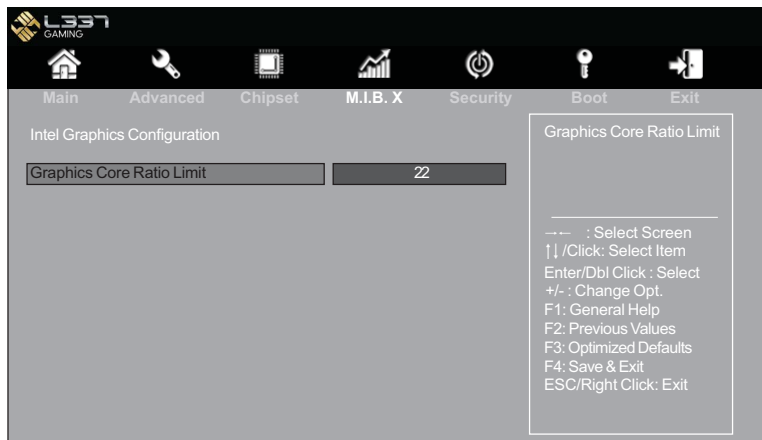 L337
GAMING
Main Advanced Chipset M.I.B. X Security Boot Exit
Intel Graphics Configuration
Graphics Core Ratio Limit 22
Graphics Core Ratio Limit
→← : Select Screen
↑↓ /Click: Select Item
Enter/Dbl Click : Select
+/- : Change Opt.
F1: General Help
F2: Previous Values
F3: Optimized Defaults
F4: Save & Exit
ESC/Right Click: Exit